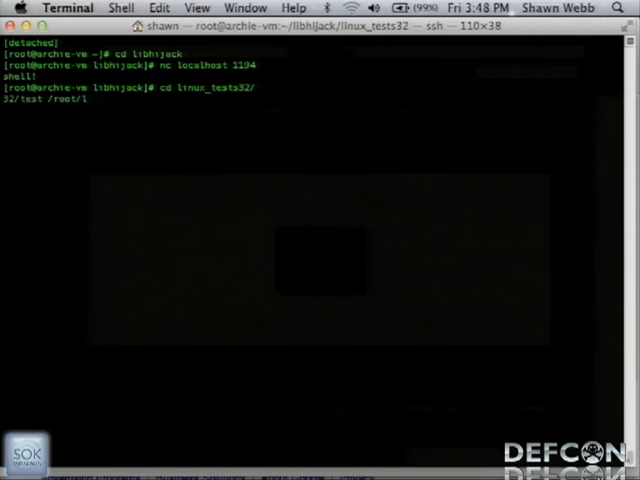 Terminal Shell Edit View Window Help (99%) Fri 3:48 PM Shawn Webb
shawn — root@archie-vm:~/libhijack/linux_tests32 — ssh — 110×38
[detached]
[root@archie-vm ~]# cd libhijack
[root@archie-vm libhijack]# nc localhost 1194
shell!
[root@archie-vm libhijack]# cd linux_tests32/
32/test /root/l
SOK
DEFCON